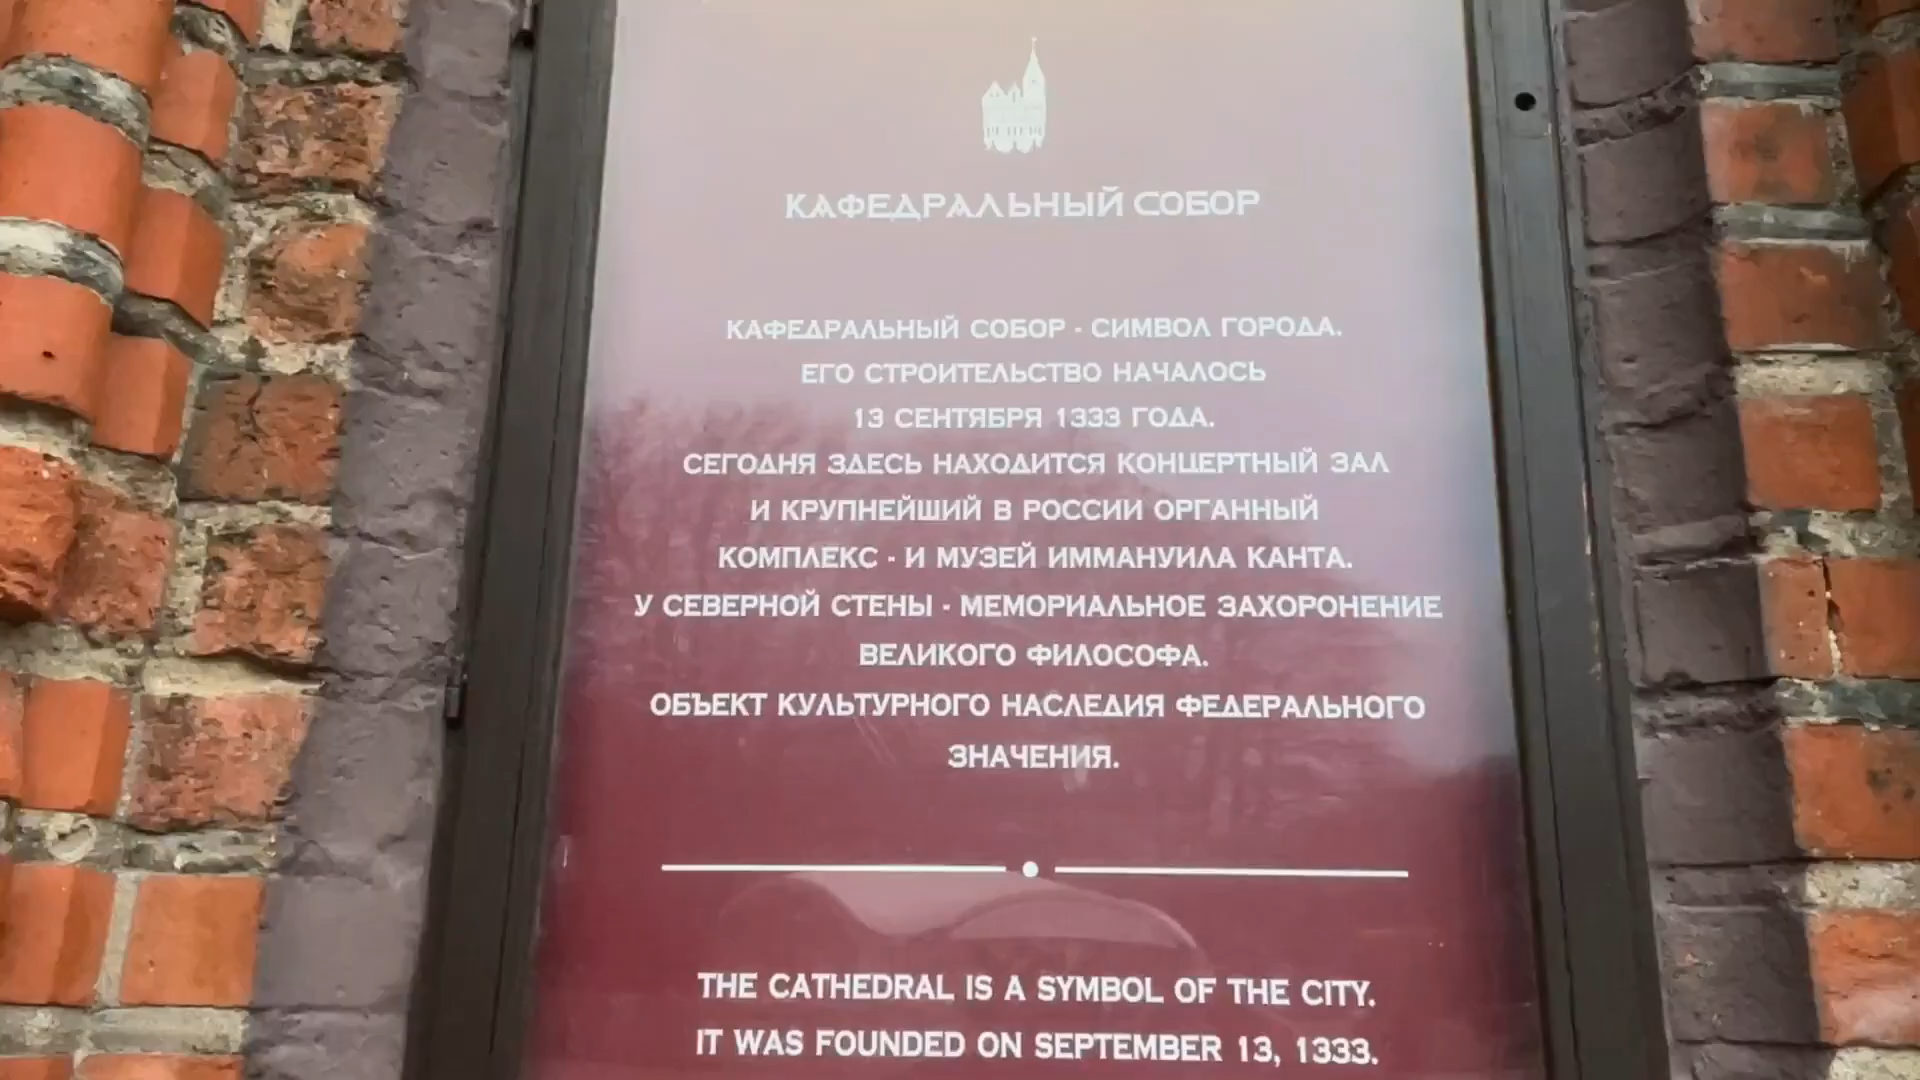 КАФЕДРАЛЬНЫЙ СОБОР
КАФЕДРАЛЬНЫЙ СОБОР - СИМВОЛ ГОРОДА.
ЕГО СТРОИТЕЛЬСТВО НАЧАЛОСЬ
13 СЕНТЯБРЯ 1333 ГОДА.
СЕГОДНЯ ЗДЕСЬ НАХОДИТСЯ КОНЦЕРТНЫЙ ЗАЛ
И КРУПНЕЙШИЙ В РОССИИ ОРГАННЫЙ
КОМПЛЕКС - И МУЗЕЙ ИММАНУИЛА КАНТА.
У СЕВЕРНОЙ СТЕНЫ - МЕМОРИАЛЬНОЕ ЗАХОРОНЕНИЕ
ВЕЛИКОГО ФИЛОСОФА.
ОБЪЕКТ КУЛЬТУРНОГО НАСЛЕДИЯ ФЕДЕРАЛЬНОГО
ЗНАЧЕНИЯ.
THE CATHEDRAL IS A SYMBOL OF THE CITY.
IT WAS FOUNDED ON SEPTEMBER 13, 1333.